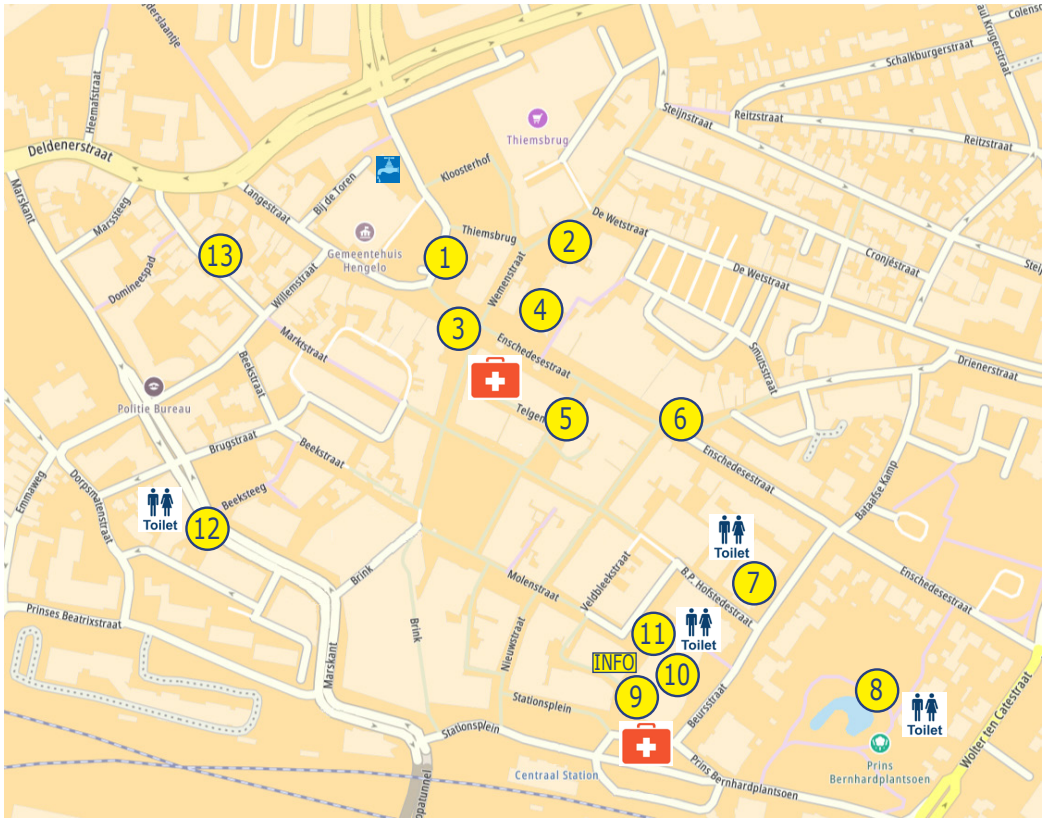 Heemafstraat
Colensostraat
Schalkburgerstraat
Reitzstraat
Reitzstraat
Steijnstraat
Thiemsbrug
Deldenerstraat
Marskant
Marssteeg
Langestraat
Bij de Toren
Kloosterhof
Gemeentehuis
Hengelo
Thiemsbrug
De Wetstraat
De Wetstraat
Cronjéstraat
1
2
13
Domineespad
Willemstraat
Wemenstraat
4
3
Marktstraat
Enschedesestraat
Smutsstraat
Drienerstraat
Politie Bureau
Beekstraat
5
6
Brugstraat
Beekstraat
Enschedesestraat
Emmaweg
Dorpsmatenstraat
Beeksteeg
Bataafse Kamp
Toilet
12
Toilet
7
Brink
Molenstraat
Veldbleekstraat
B.P. Hofstedestraat
Enschedesestraat
Prinses Beatrixstraat
Brink
Nieuwstraat
11
Toilet
INFO
10
9
8
Toilet
Marskant
Stationsplein
Stationsplein
Beursstraat
Wolter ten Catestraat
Centraal Station
Prins Bernhardplantsoen
Prins
Bernhardplantsoen